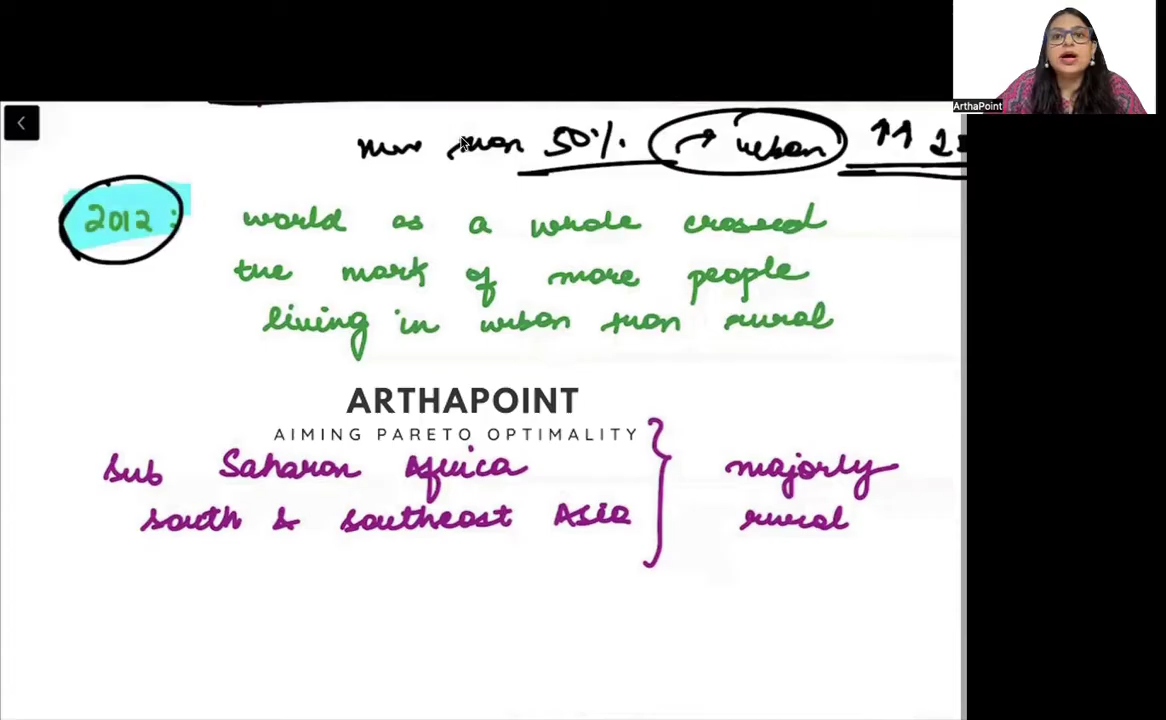 ArthaPoint
more than 50% → urban ↑↑
2012: world as a whole crossed
the mark of more people
living in urban than rural
ARTHAPOINT
AIMING PARETO OPTIMALITY
Sub Saharan Africa
South & Southeast Asia } majorly rural